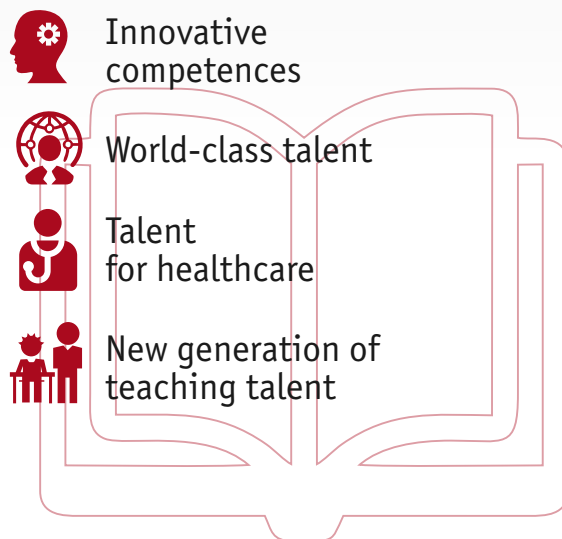 Innovative
competences
World-class talent
Talent
for healthcare
New generation of
teaching talent